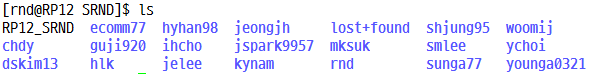 [rnd@RP12 SRND]$ ls
RP12_SRND ecomm77 hyhan98 jeongjh lost+found shjung95 woomij
chdy guji920 ihcho jspark9957 mksuk smlee ychoi
dskim13 hlk jelee kynam rnd sunga77 younga0321